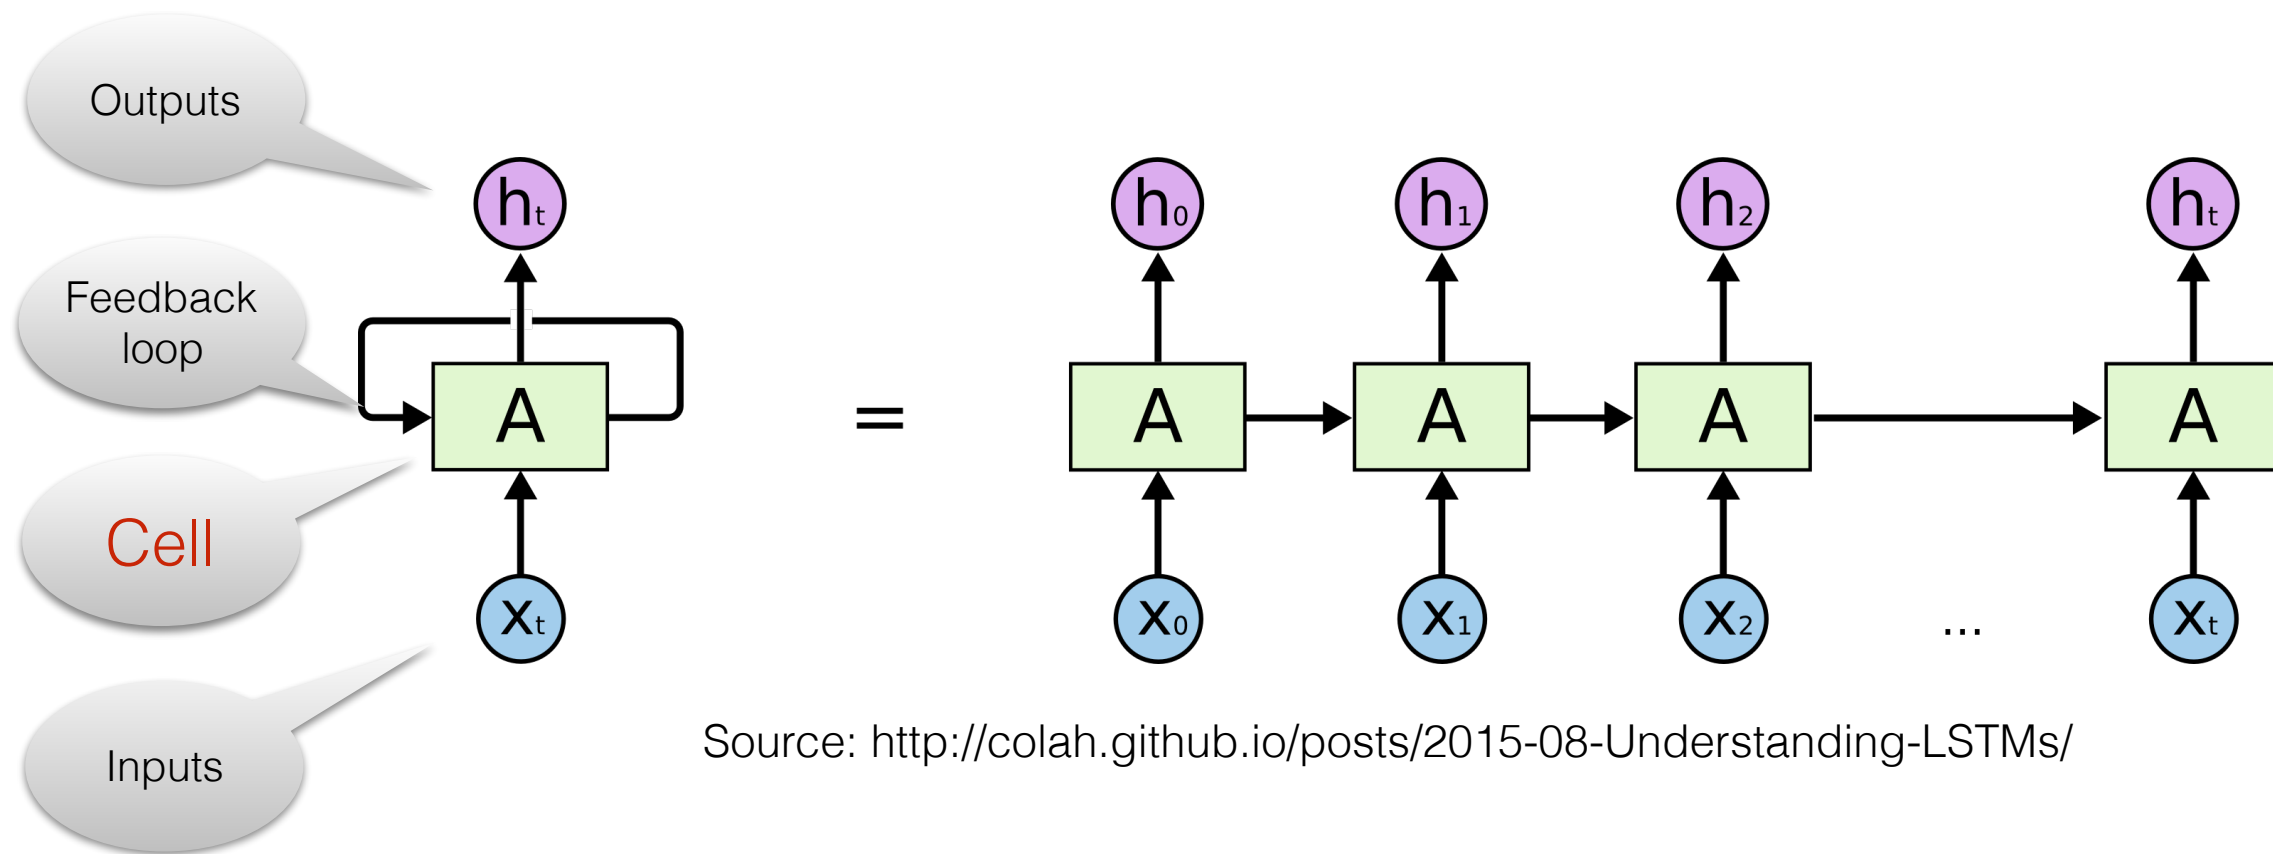 Outputs
Feedback
loop
Cell
Inputs
hₜ
A
xₜ
=
h₀ h₁ h₂ hₜ
A A A A
x₀ x₁ x₂ ... xₜ
Source: http://colah.github.io/posts/2015-08-Understanding-LSTMs/